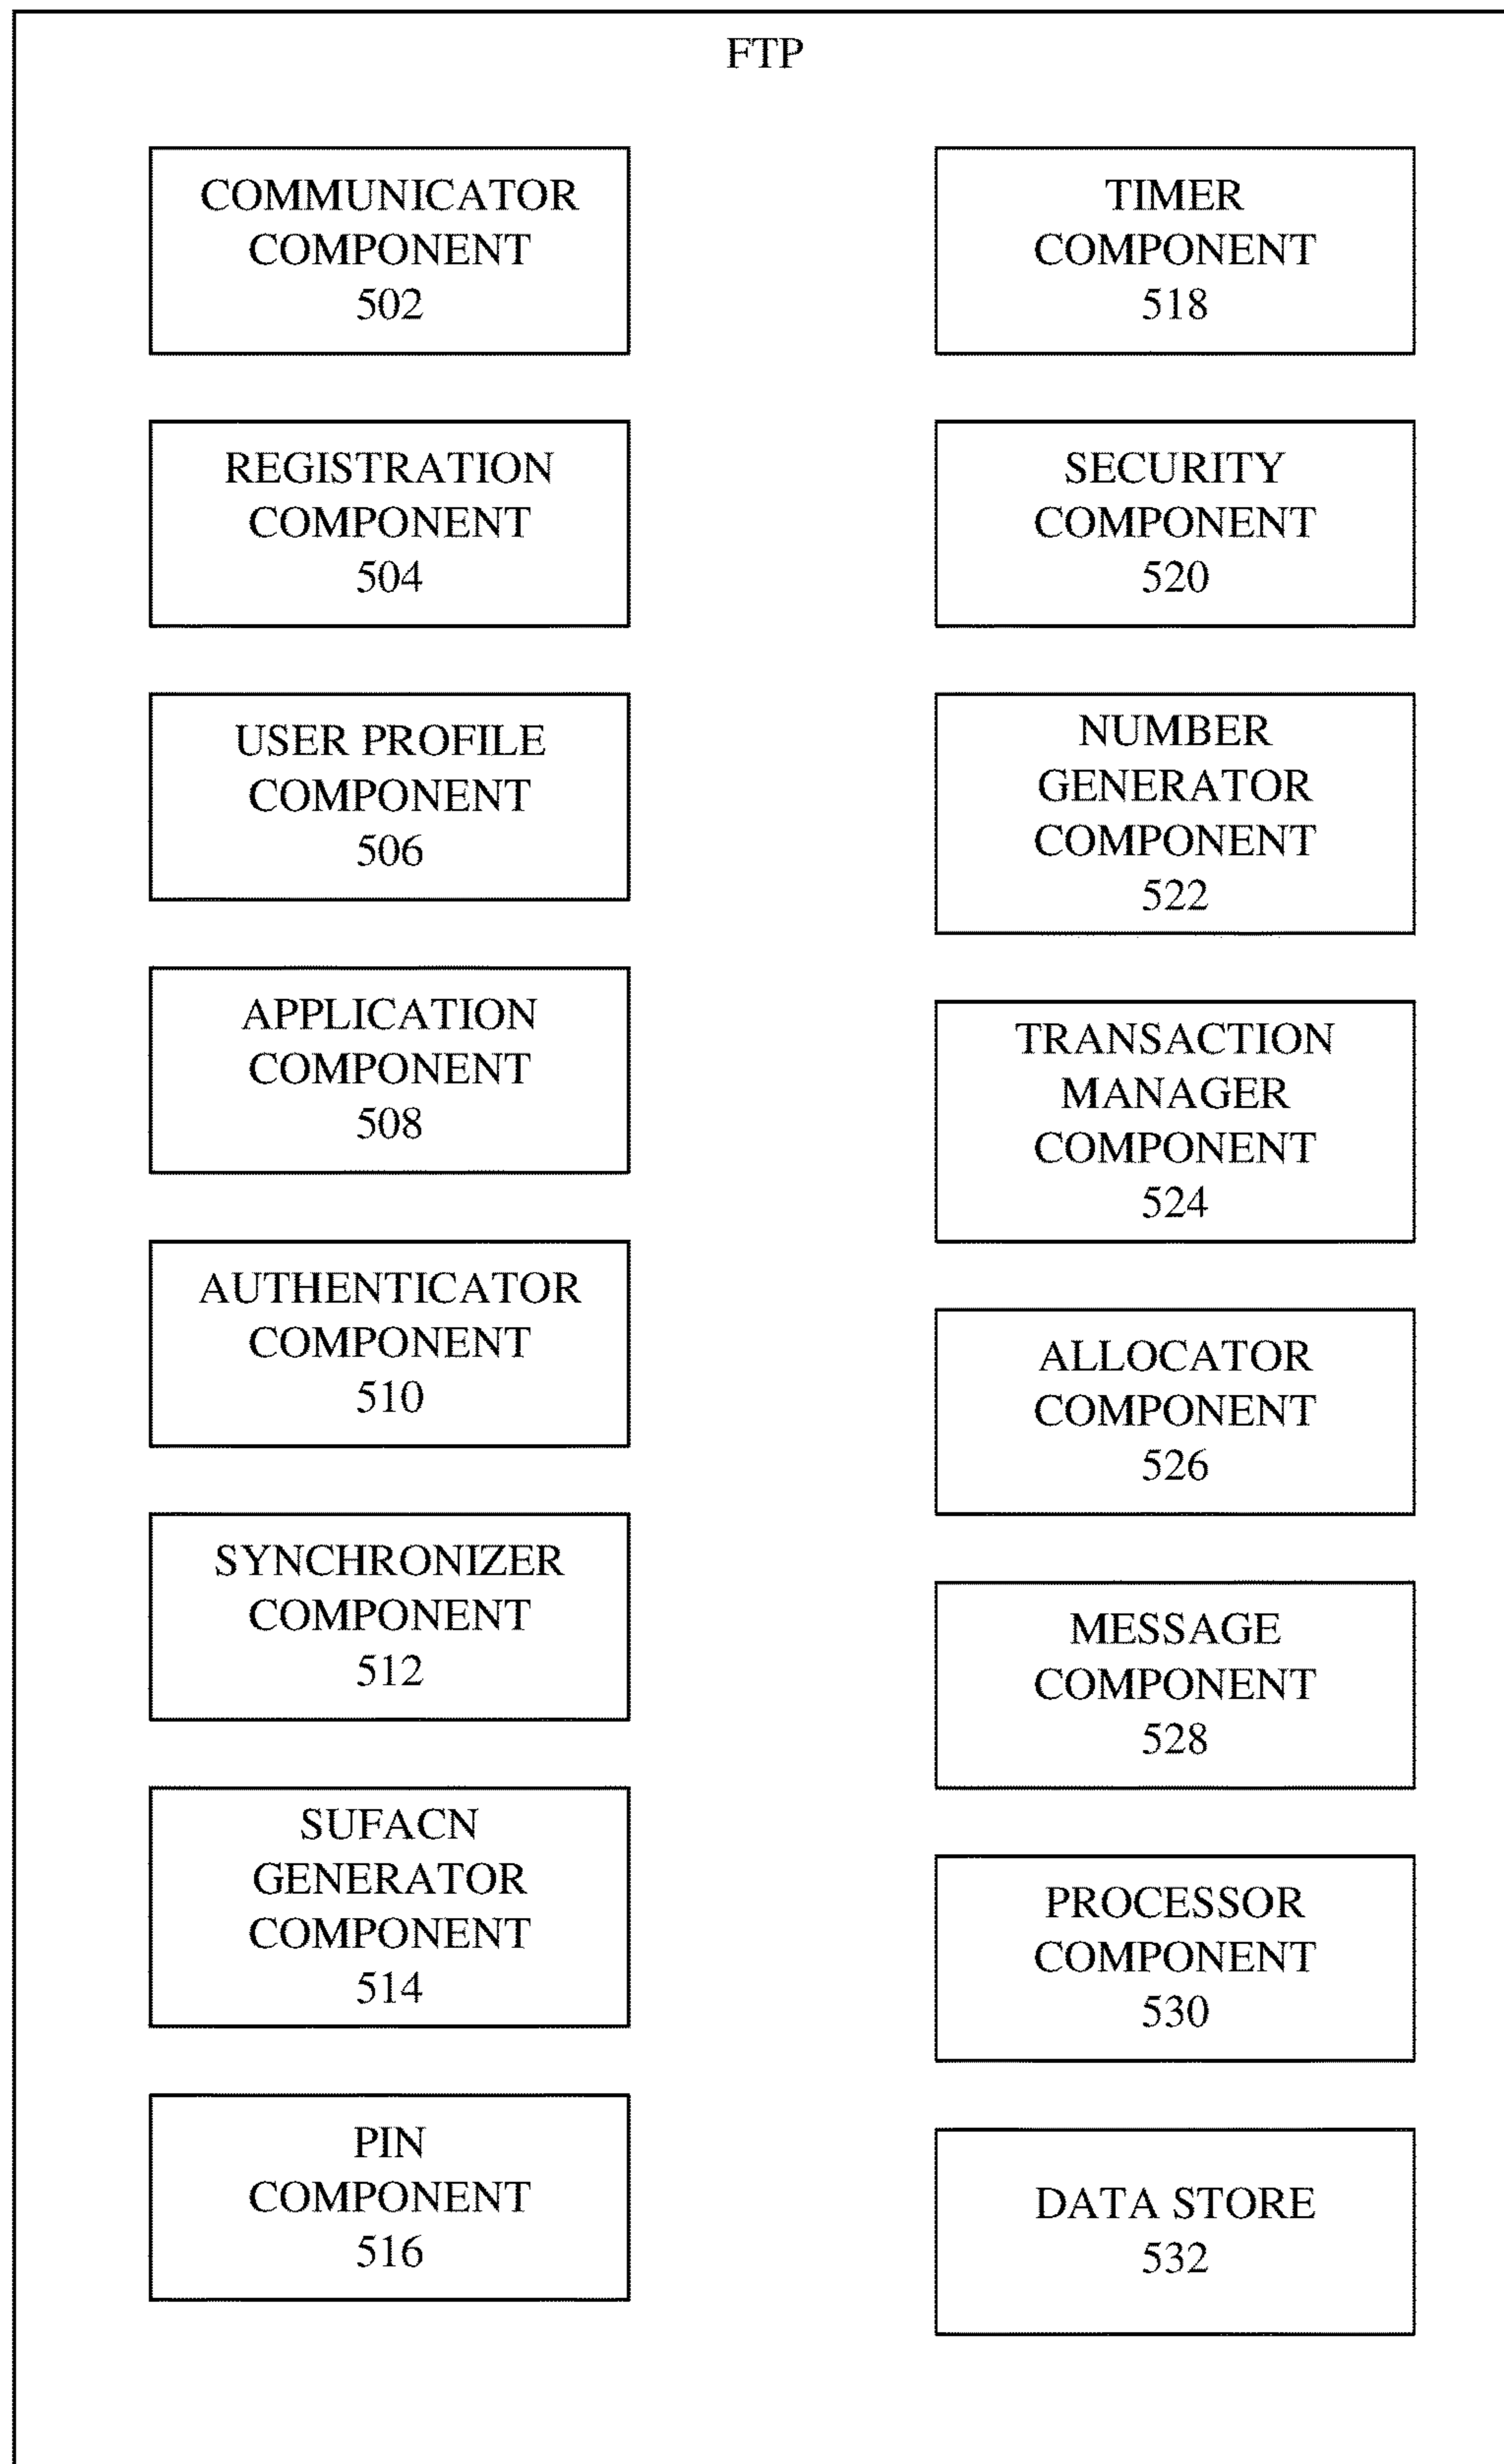 FTP
COMMUNICATOR
COMPONENT
502
REGISTRATION
COMPONENT
504
USER PROFILE
COMPONENT
506
APPLICATION
COMPONENT
508
AUTHENTICATOR
COMPONENT
510
SYNCHRONIZER
COMPONENT
512
SUFACN
GENERATOR
COMPONENT
514
PIN
COMPONENT
516
TIMER
COMPONENT
518
SECURITY
COMPONENT
520
NUMBER
GENERATOR
COMPONENT
522
TRANSACTION
MANAGER
COMPONENT
524
ALLOCATOR
COMPONENT
526
MESSAGE
COMPONENT
528
PROCESSOR
COMPONENT
530
DATA STORE
532